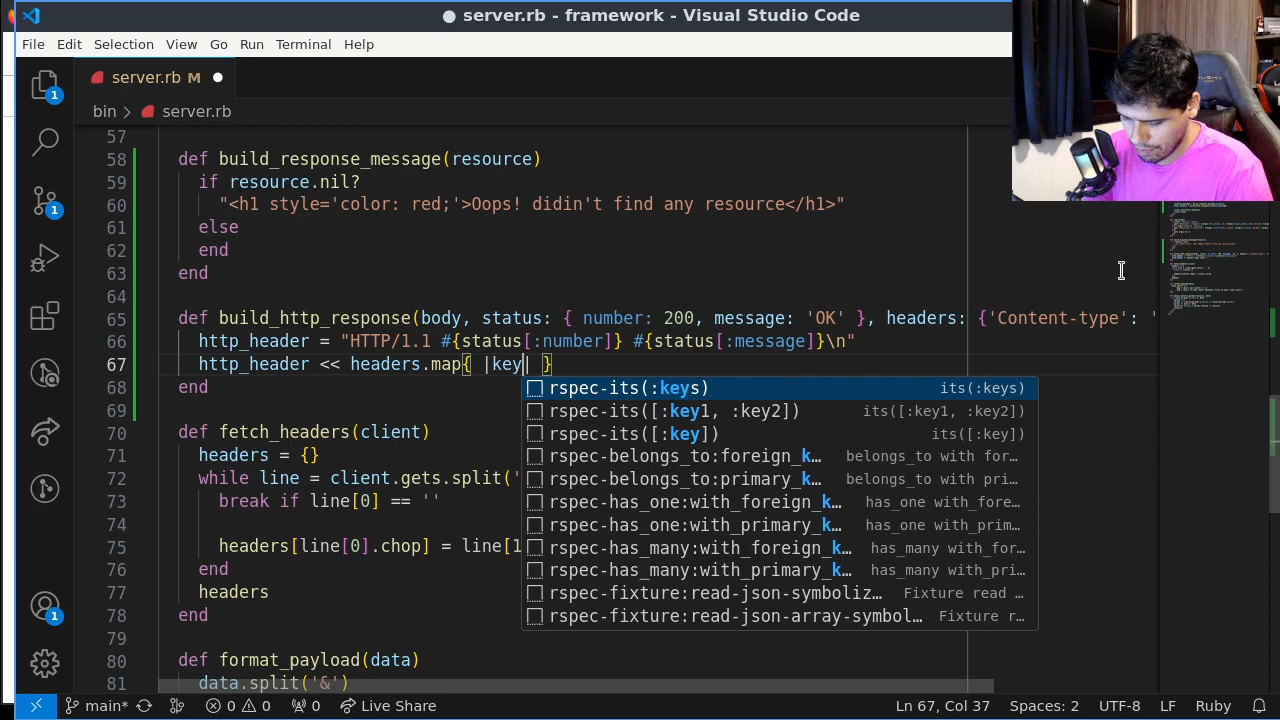 ● server.rb - framework - Visual Studio Code
File Edit Selection View Go Run Terminal Help
server.rb M ●
bin > server.rb
57
58 def build_response_message(resource)
59 if resource.nil?
60 "<h1 style='color: red;'>Oops! didin't find any resource</h1>"
61 else
62 end
63 end
64
65 def build_http_response(body, status: { number: 200, message: 'OK' }, headers: {'Content-type': '
66 http_header = "HTTP/1.1 #{status[:number]} #{status[:message]}\n"
67 http_header << headers.map{ |key| }
68 end
69
70 def fetch_headers(client)
71 headers = {}
72 while line = client.gets.split('
73 break if line[0] == ''
74
75 headers[line[0].chop] = line[1
76 end
77 headers
78 end
79
80 def format_payload(data)
81 data.split('&')
rspec-its(:keys) its(:keys)
rspec-its([:key1, :key2]) its([:key1, :key2])
rspec-its([:key]) its([:key])
rspec-belongs_to:foreign_k… belongs_to with for…
rspec-belongs_to:primary_k… belongs_to with pri…
rspec-has_one:with_foreign_k… has_one with_fore…
rspec-has_one:with_primary_k… has_one with_prim…
rspec-has_many:with_foreign_k… has_many with_for…
rspec-has_many:with_primary_k… has_many with_pri…
rspec-fixture:read-json-symboliz… Fixture read …
rspec-fixture:read-json-array-symbol… Fixture r…
1
1
1
main* 0 0 0 Live Share Ln 67, Col 37 Spaces: 2 UTF-8 LF Ruby